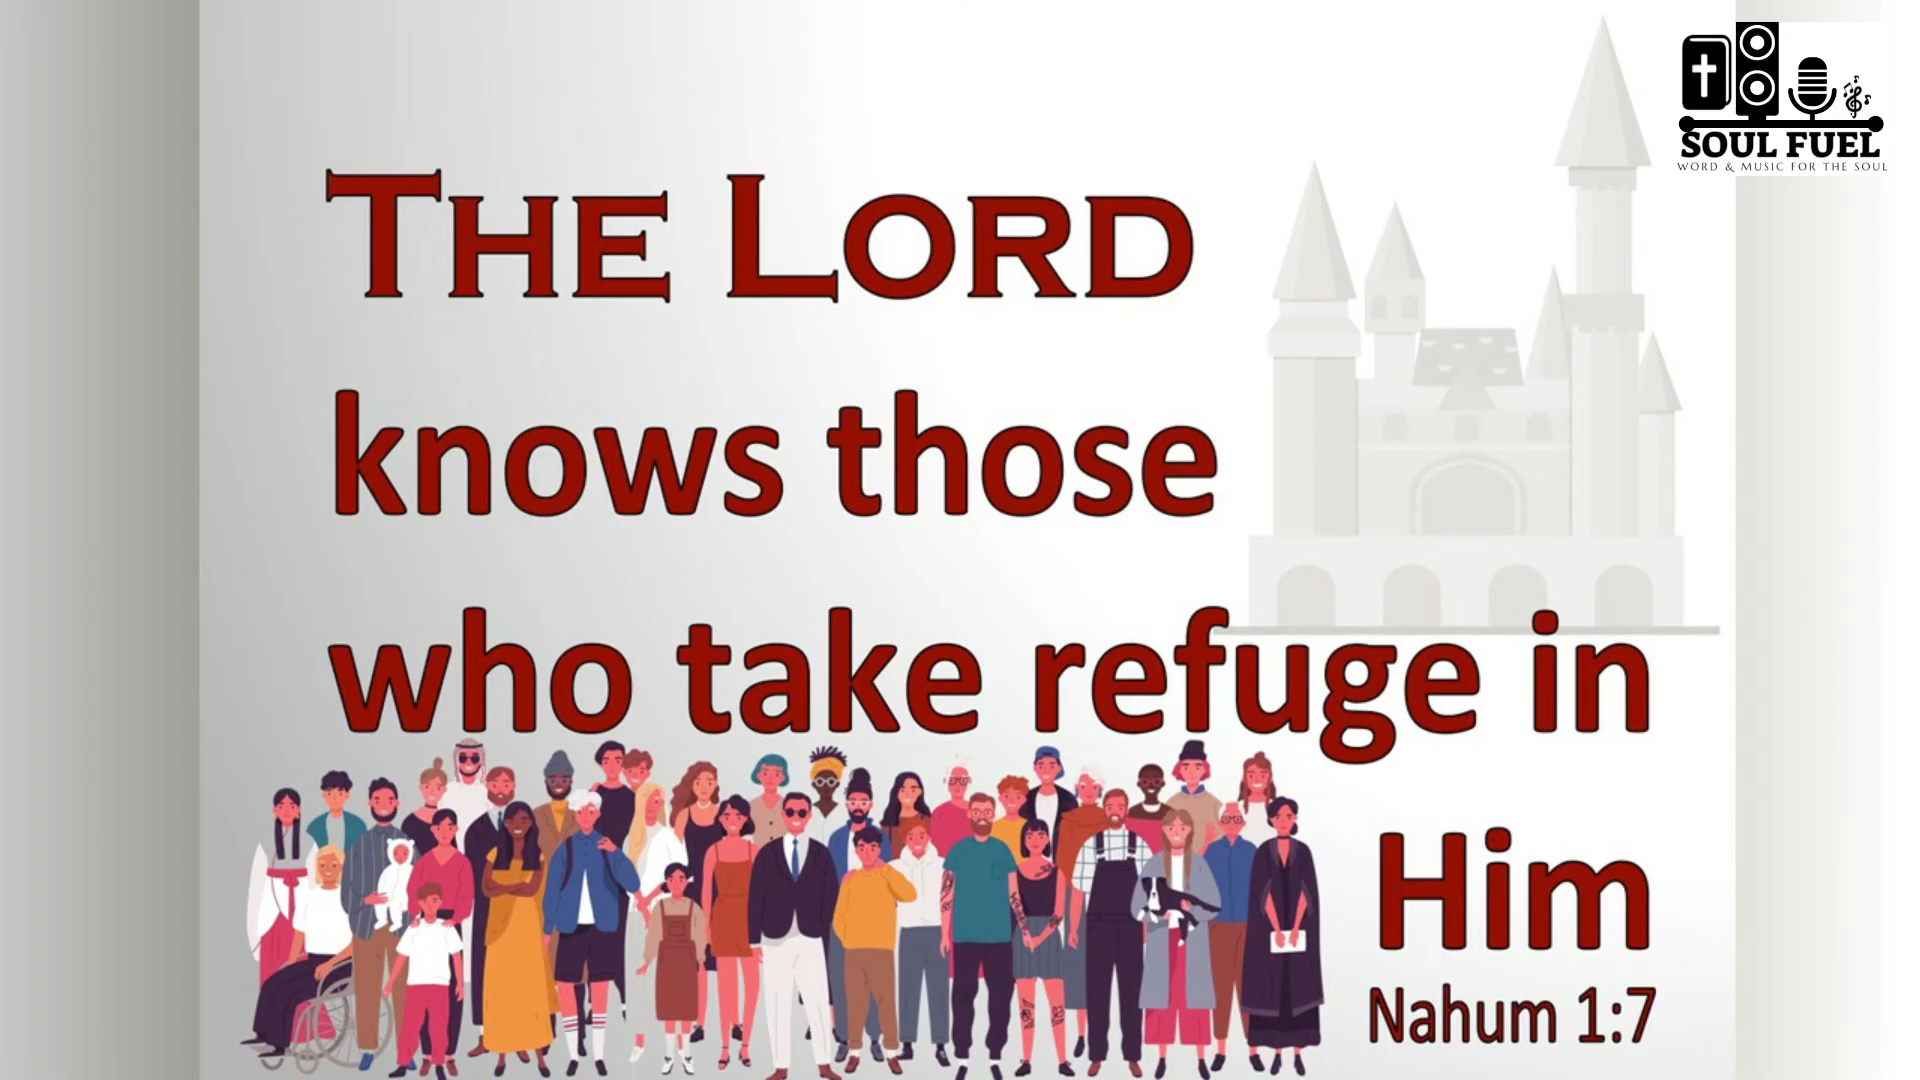 SOUL FUEL
WORD & MUSIC FOR THE SOUL
THE LORD
knows those
who take refuge in
Him
Nahum 1:7